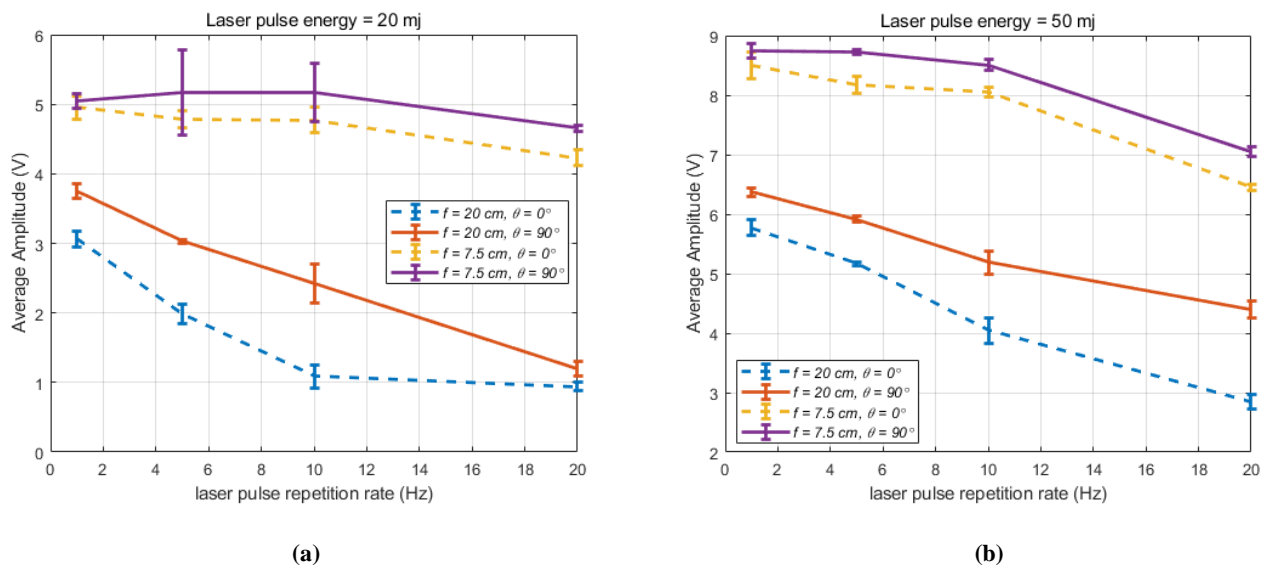 Laser pulse energy = 20 mj
6
5
4
3
2
1
0
Average Amplitude (V)
f = 20 cm, θ = 0°
f = 20 cm, θ = 90°
f = 7.5 cm, θ = 0°
f = 7.5 cm, θ = 90°
0 2 4 6 8 10 12 14 16 18 20
laser pulse repetition rate (Hz)
(a)
Laser pulse energy = 50 mj
9
8
7
6
5
4
3
2
Average Amplitude (V)
f = 20 cm, θ = 0°
f = 20 cm, θ = 90°
f = 7.5 cm, θ = 0°
f = 7.5 cm, θ = 90°
0 2 4 6 8 10 12 14 16 18 20
laser pulse repetition rate (Hz)
(b)